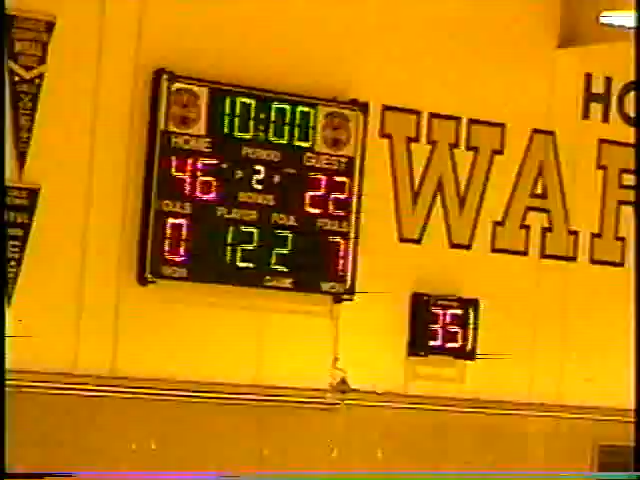 10:00
HOME PERIOD GUEST
46 2 22
BONUS
PLAYER FOUL FOULS
0 12 2 7
GAME
35
HO
WAR